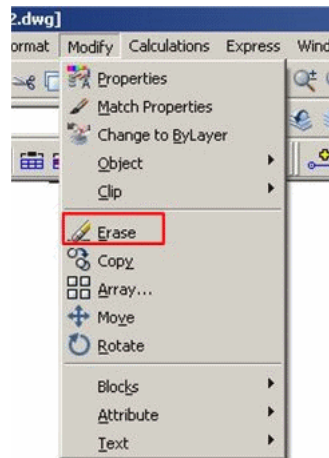 2.dwg]
ormat Modify Calculations Express Wind
Properties
Match Properties
Change to ByLayer
Object
Clip
Erase
Copy
Array...
Move
Rotate
Blocks
Attribute
Text